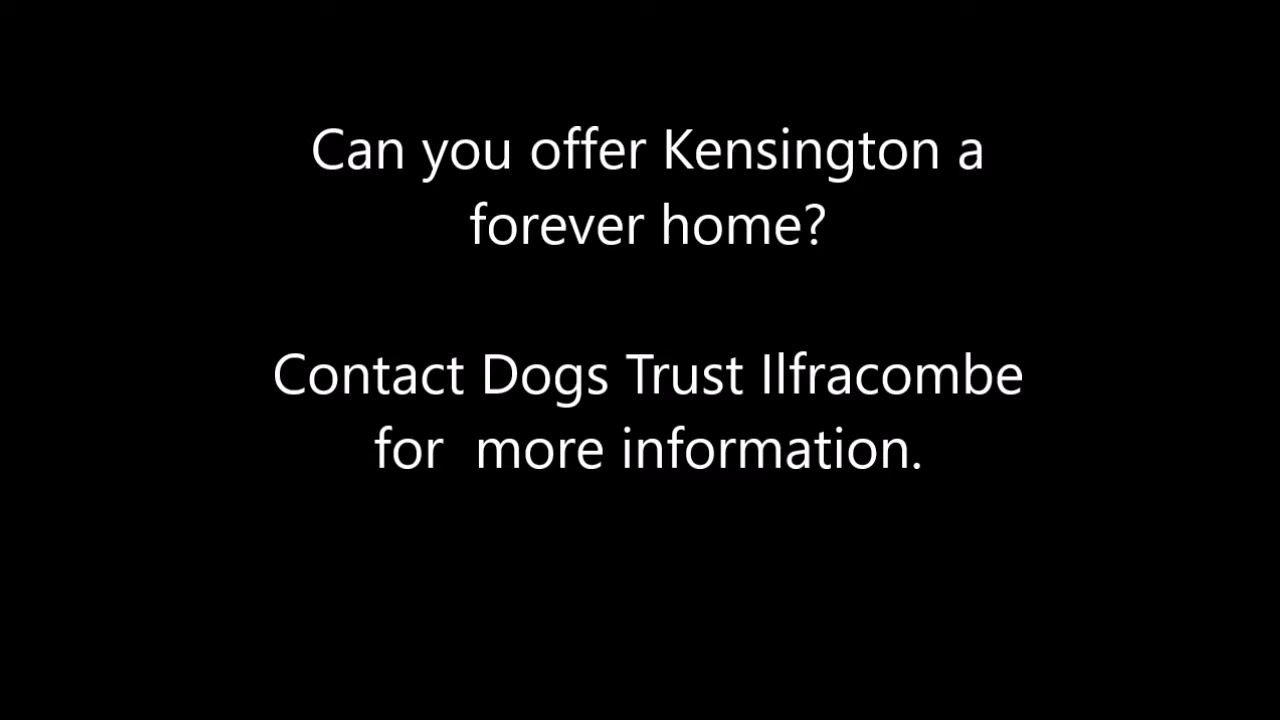 Can you offer Kensington a
forever home?
Contact Dogs Trust Ilfracombe
for  more information.